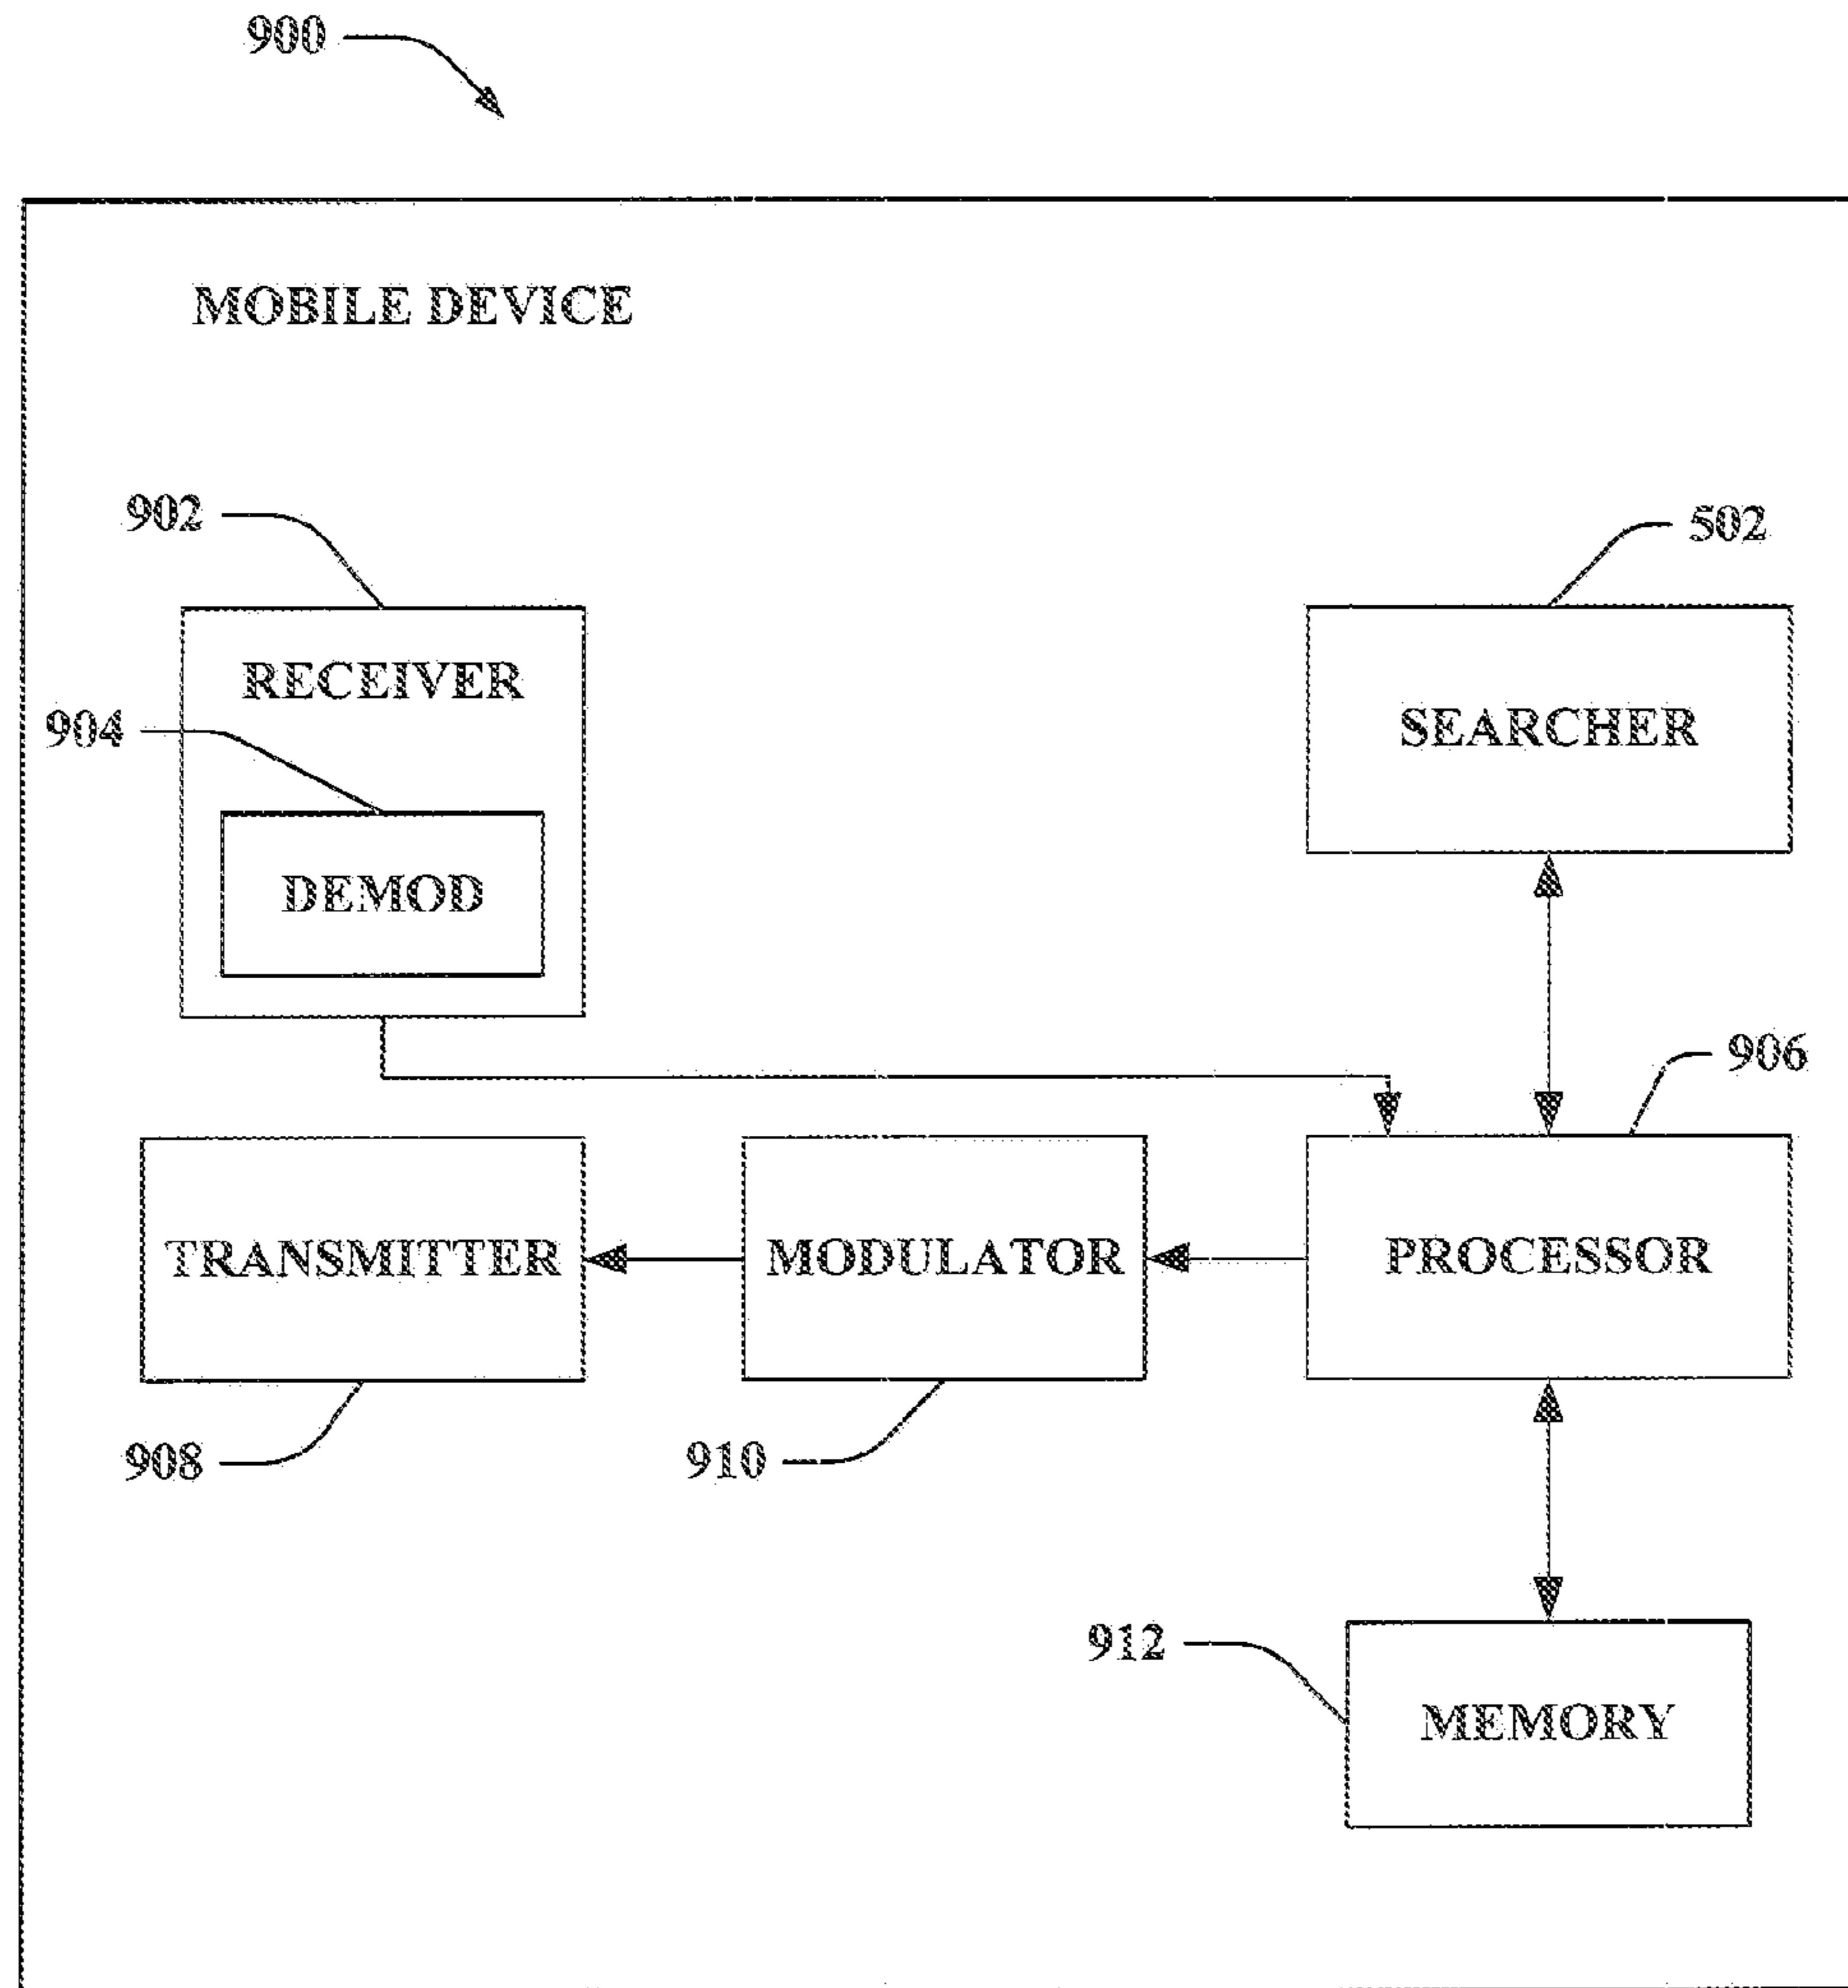 900
MOBILE DEVICE
902
502
RECEIVER
904
SEARCHER
DEMOD
906
TRANSMITTER
MODULATOR
PROCESSOR
908
910
912
MEMORY